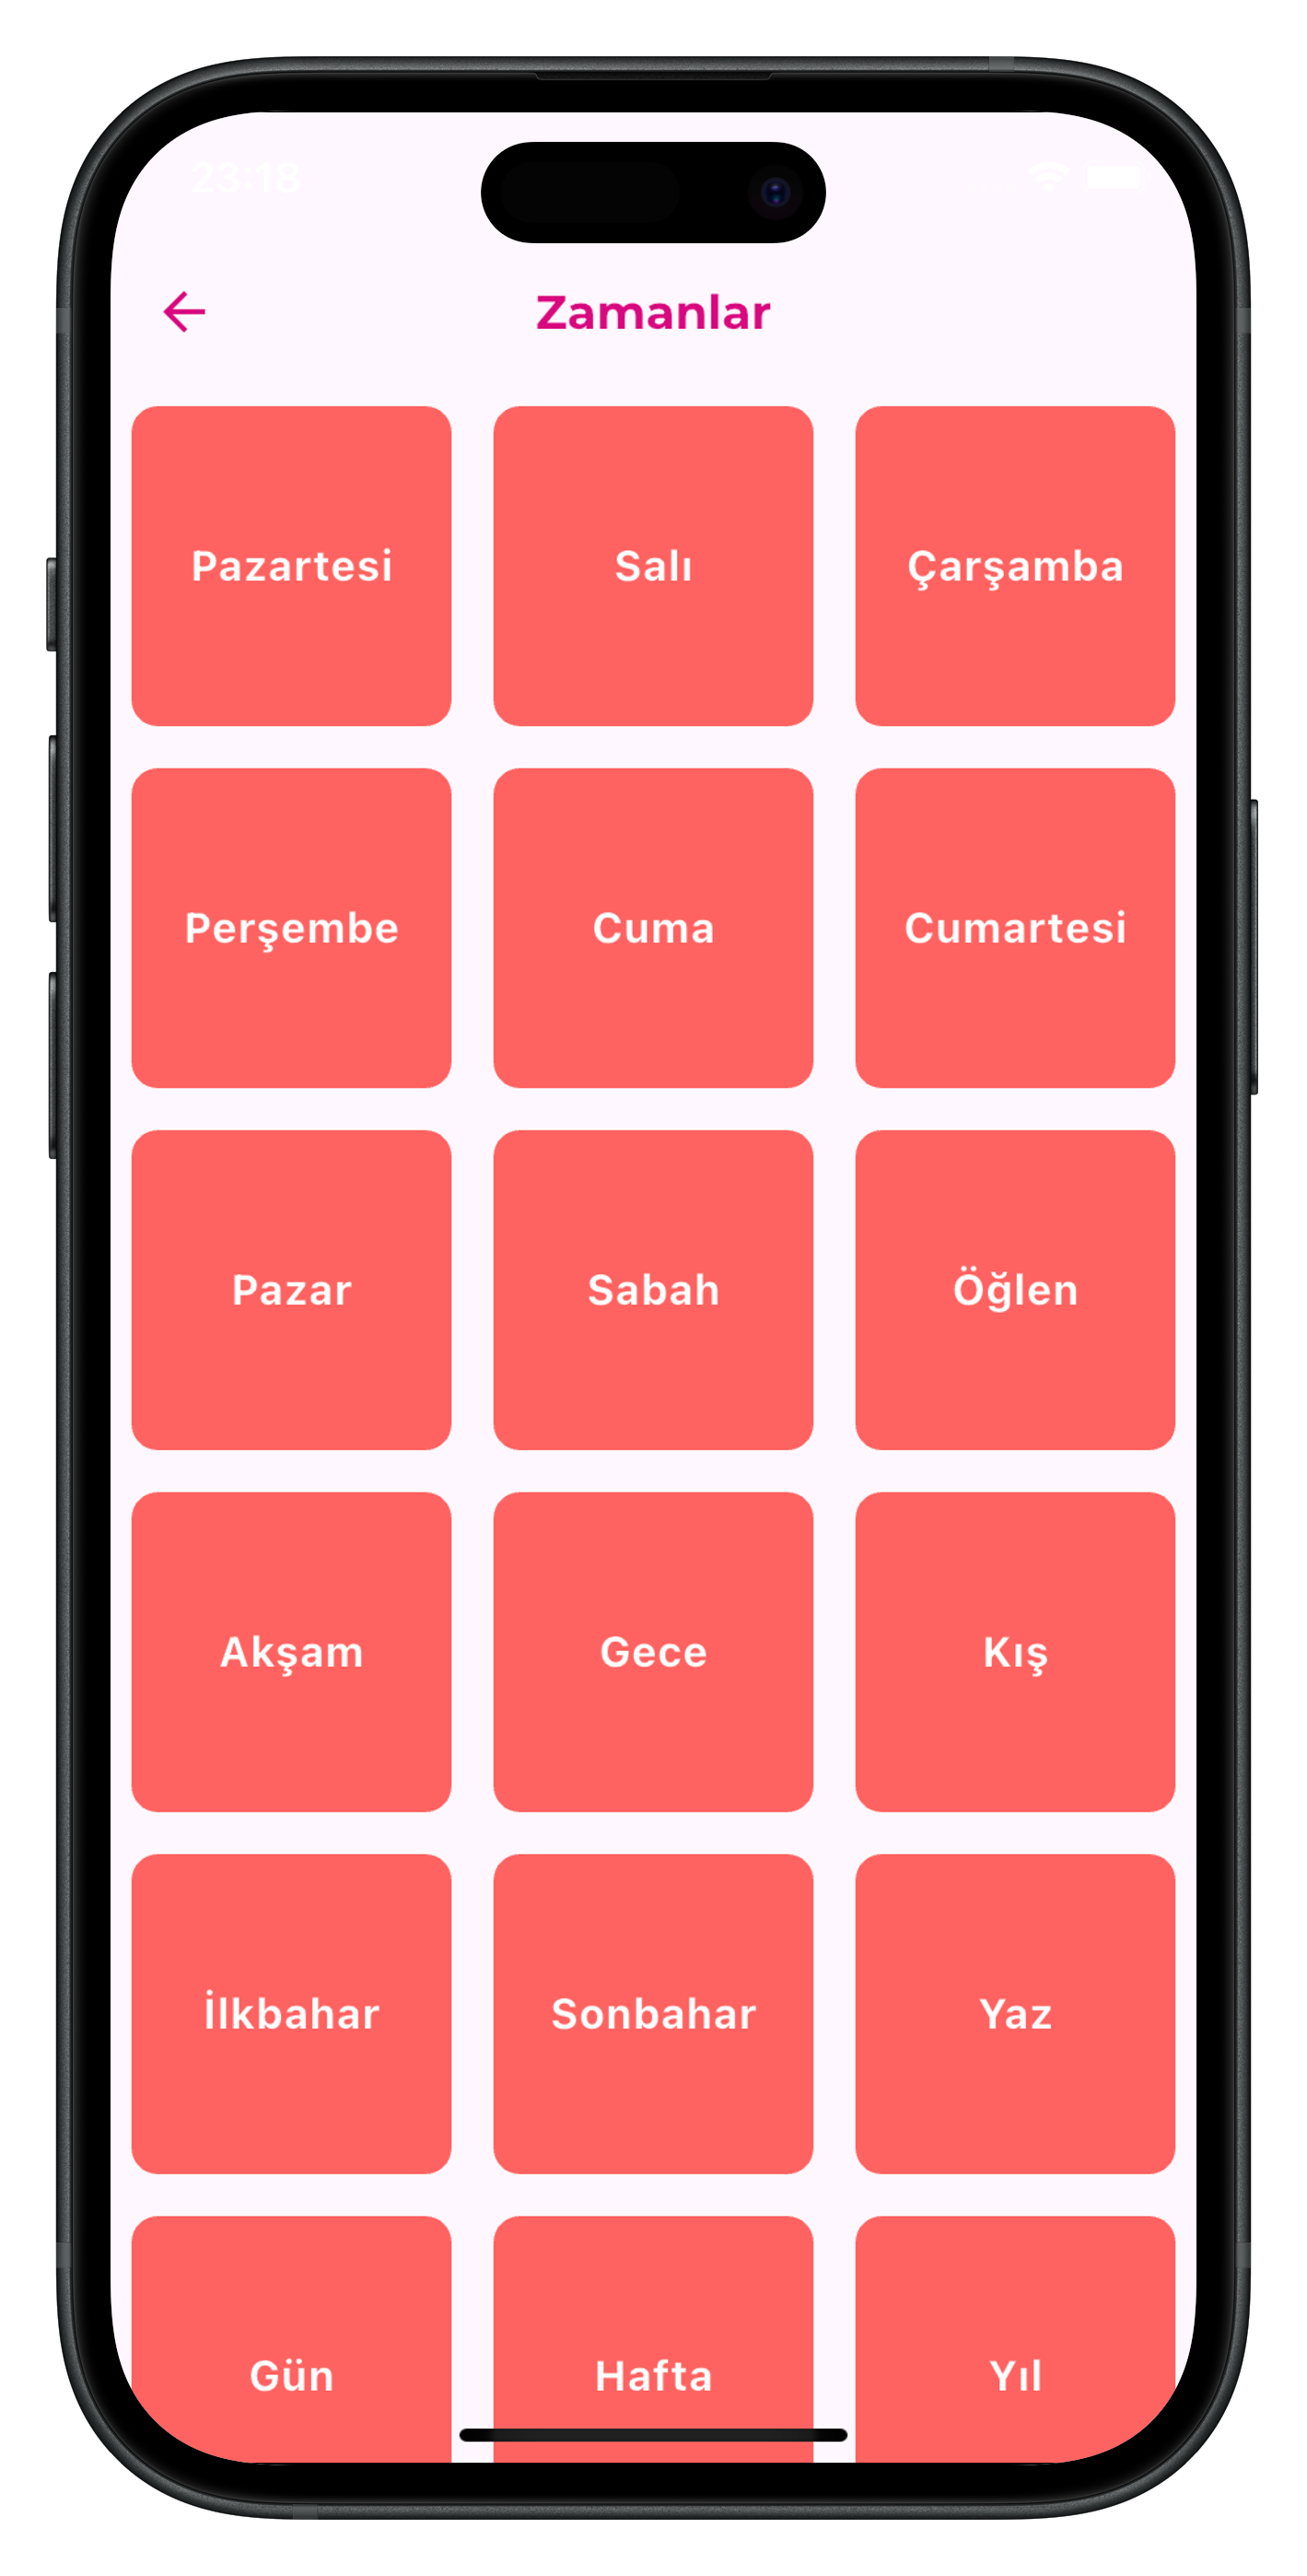 23:18
Zamanlar
Pazartesi Salı Çarşamba
Perşembe Cuma Cumartesi
Pazar Sabah Öğlen
Akşam Gece Kış
İlkbahar Sonbahar Yaz
Gün Hafta Yıl